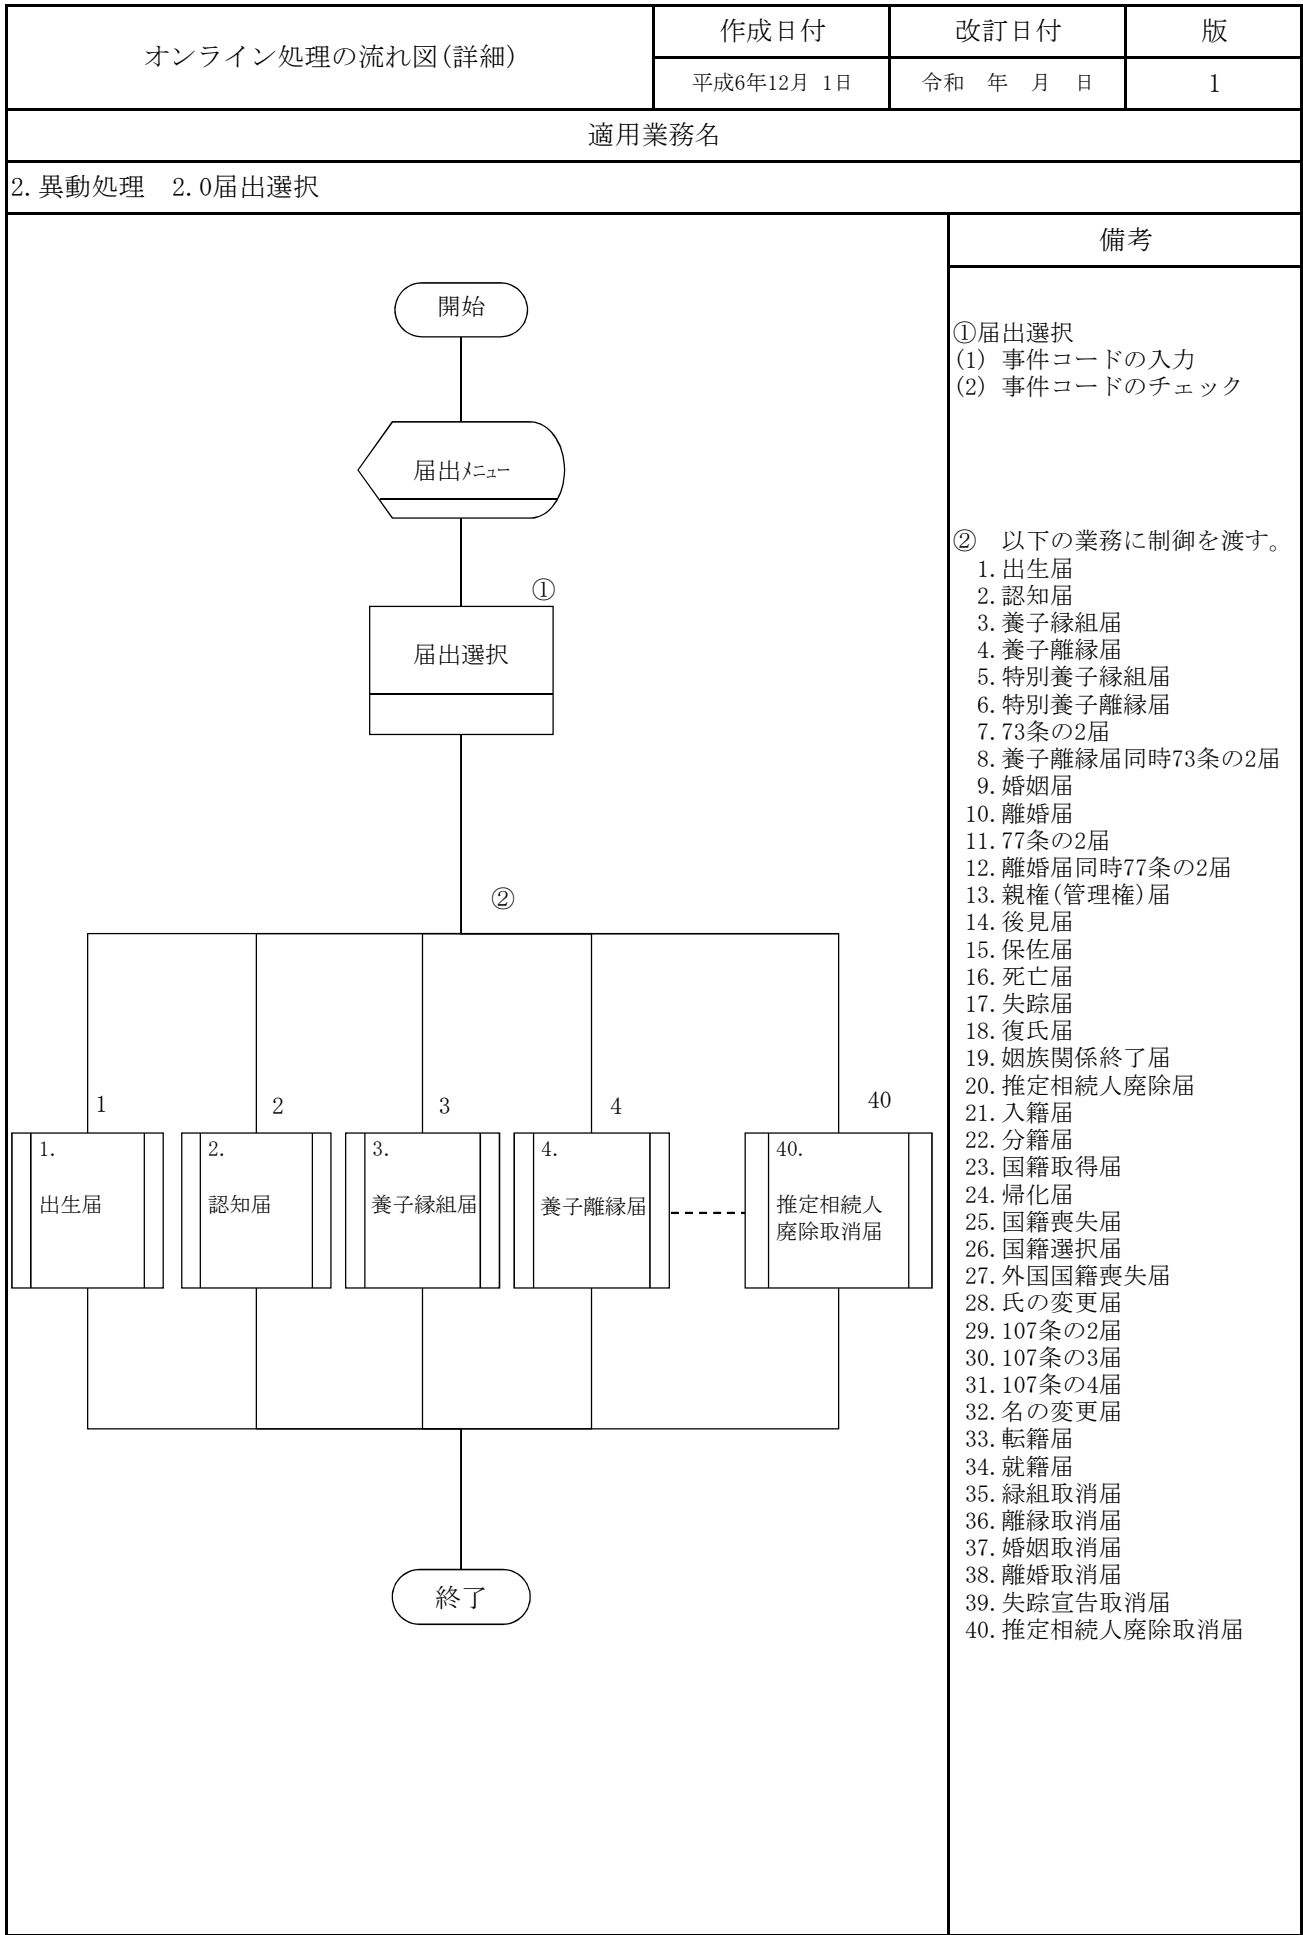 オンライン処理の流れ図(詳細)
作成日付
改訂日付
版
平成6年12月 1日
令和　年　月　日
1
適用業務名
2.異動処理　2.0届出選択
開始
届出メニュー
①
届出選択
②
1
2
3
4
40
1.
出生届
2.
認知届
3.
養子縁組届
4.
養子離縁届
40.
推定相続人
廃除取消届
終了
備考
①届出選択
(1) 事件コードの入力
(2) 事件コードのチェック
②　以下の業務に制御を渡す。
1.出生届
2.認知届
3.養子縁組届
4.養子離縁届
5.特別養子縁組届
6.特別養子離縁届
7.73条の2届
8.養子離縁届同時73条の2届
9.婚姻届
10.離婚届
11.77条の2届
12.離婚届同時77条の2届
13.親権(管理権)届
14.後見届
15.保佐届
16.死亡届
17.失踪届
18.復氏届
19.姻族関係終了届
20.推定相続人廃除届
21.入籍届
22.分籍届
23.国籍取得届
24.帰化届
25.国籍喪失届
26.国籍選択届
27.外国国籍喪失届
28.氏の変更届
29.107条の2届
30.107条の3届
31.107条の4届
32.名の変更届
33.転籍届
34.就籍届
35.緑組取消届
36.離縁取消届
37.婚姻取消届
38.離婚取消届
39.失踪宣告取消届
40.推定相続人廃除取消届